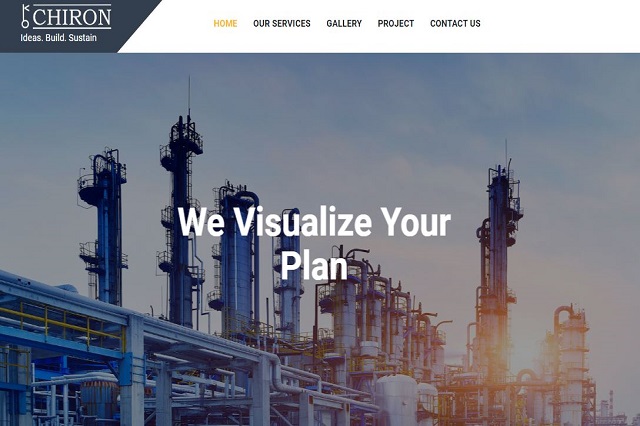 CHIRON
Ideas. Build. Sustain
HOME OUR SERVICES GALLERY PROJECT CONTACT US
We Visualize Your
Plan